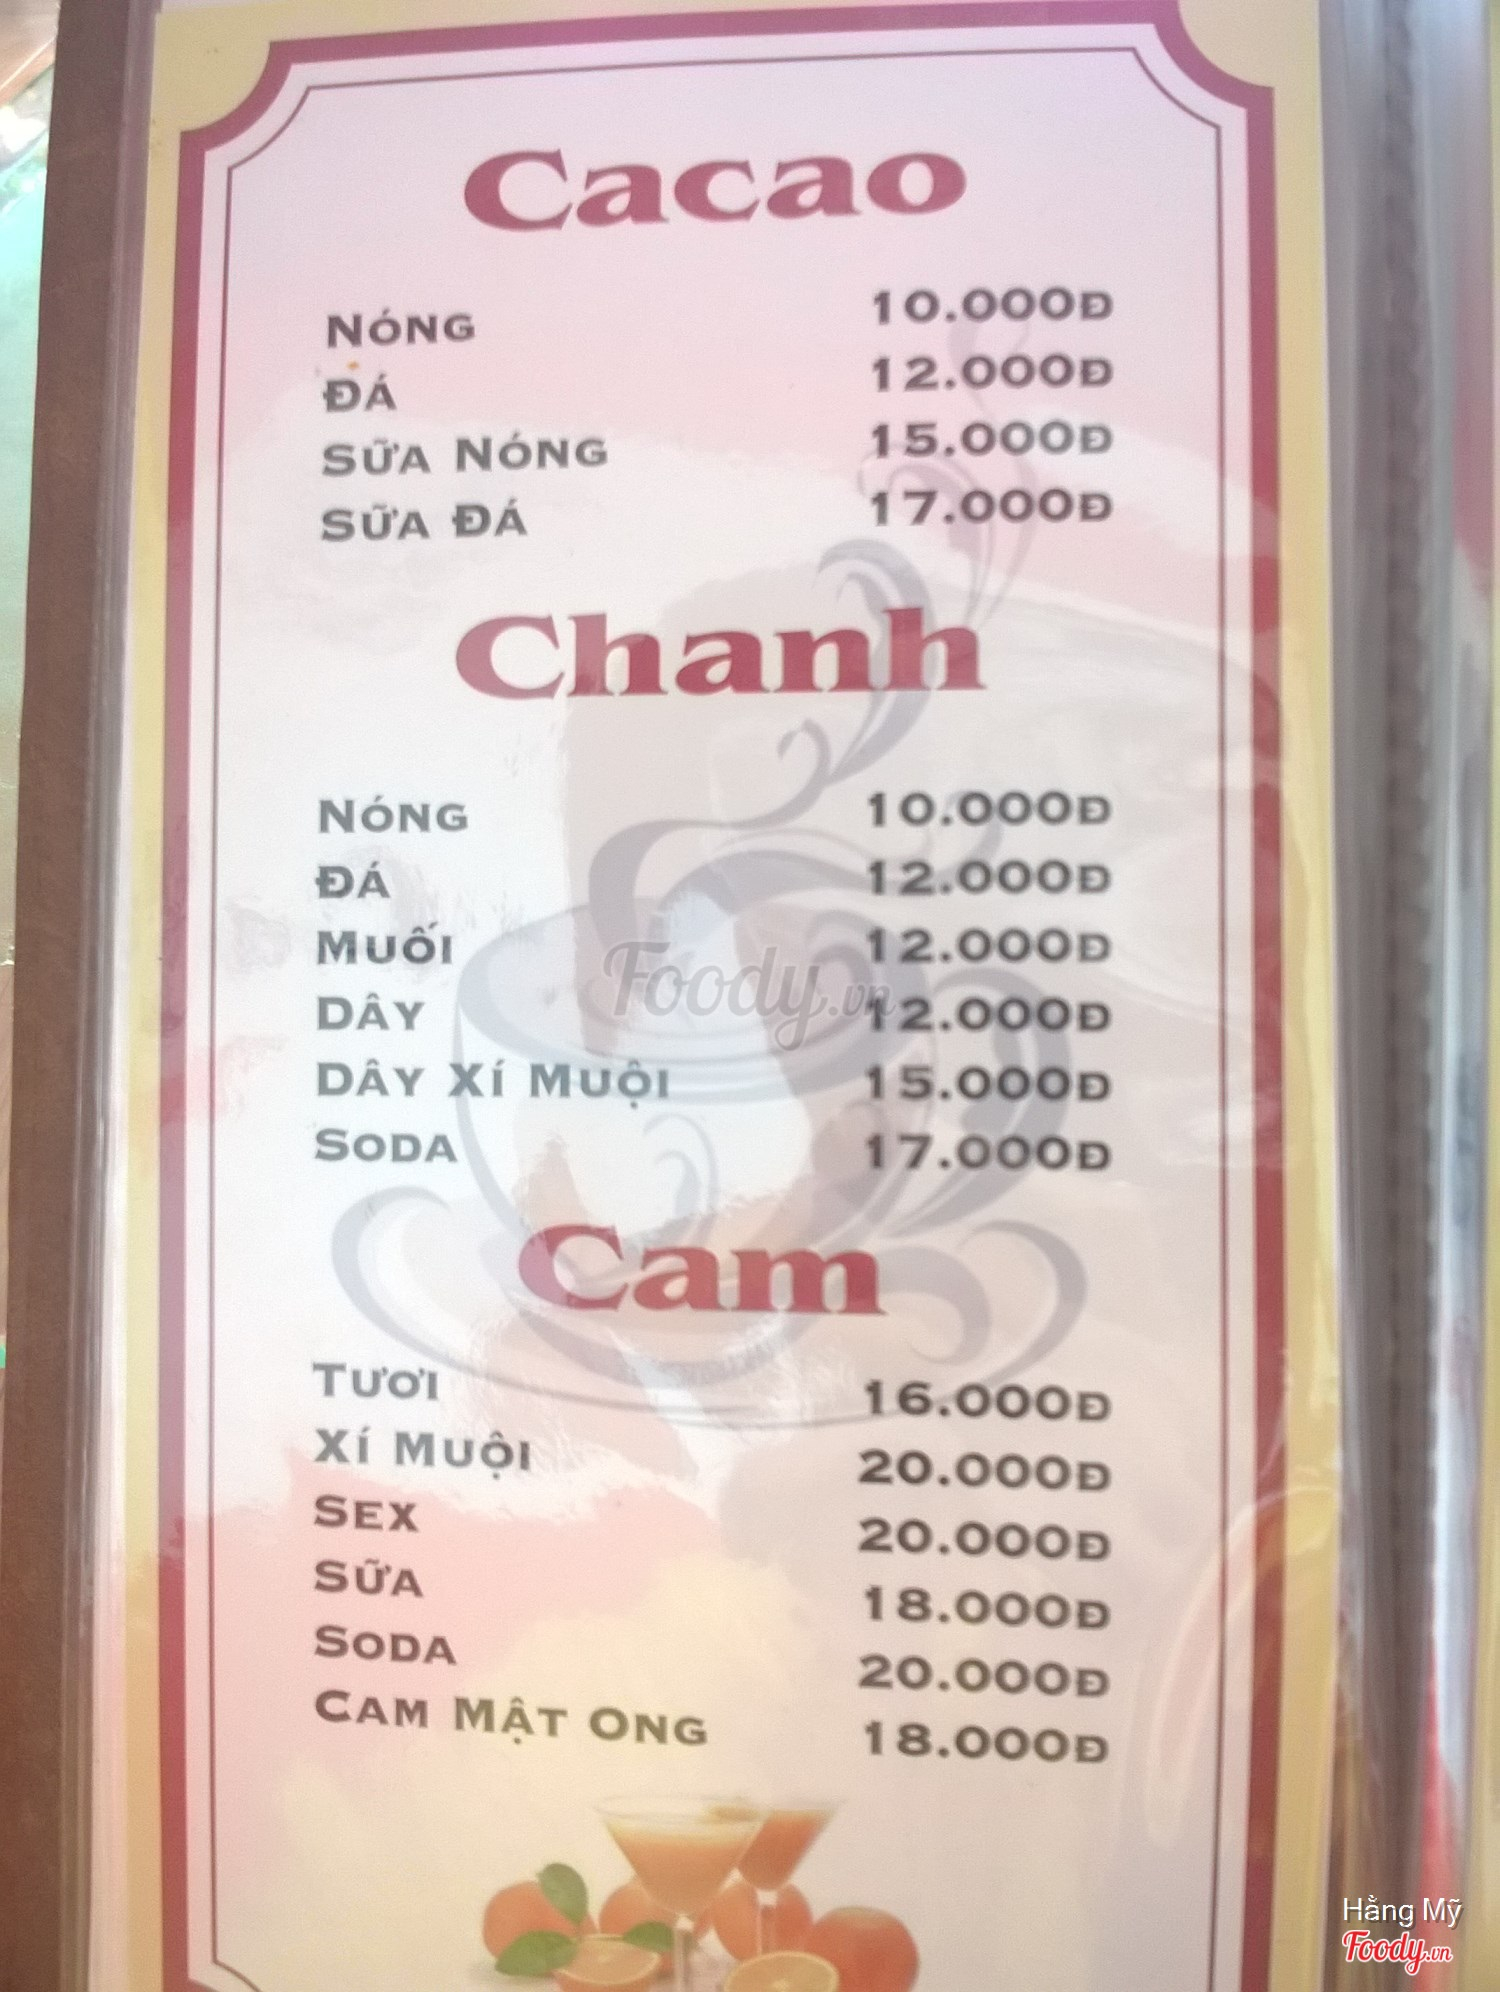 Cacao
Nóng 10.000Đ
Đá 12.000Đ
Sữa Nóng 15.000Đ
Sữa Đá 17.000Đ
Chanh
Nóng 10.000Đ
Đá 12.000Đ
Muối 12.000Đ
Dây 12.000Đ
Dây Xí Muội 15.000Đ
Soda 17.000Đ
Cam
Tươi 16.000Đ
Xí Muội 20.000Đ
Sex 20.000Đ
Sữa 18.000Đ
Soda 20.000Đ
Cam Mật Ong 18.000Đ
Foody.vn
Hằng Mỹ
Foody.vn